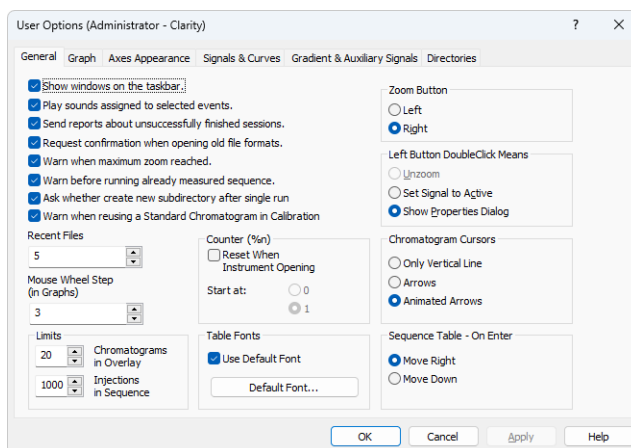 User Options (Administrator - Clarity)
?
General Graph Axes Appearance Signals & Curves Gradient & Auxiliary Signals Directories
Show windows on the taskbar.
Play sounds assigned to selected events.
Send reports about unsuccessfully finished sessions.
Request confirmation when opening old file formats.
Warn when maximum zoom reached.
Warn before running already measured sequence.
Ask whether create new subdirectory after single run
Warn when reusing a Standard Chromatogram in Calibration
Recent Files
5
Mouse Wheel Step
(in Graphs)
3
Limits
20 Chromatograms
in Overlay
1000 Injections
in Sequence
Counter (%n)
Reset When
Instrument Opening
Start at: 0
1
Table Fonts
Use Default Font
Default Font...
Zoom Button
Left
Right
Left Button DoubleClick Means
Unzoom
Set Signal to Active
Show Properties Dialog
Chromatogram Cursors
Only Vertical Line
Arrows
Animated Arrows
Sequence Table - On Enter
Move Right
Move Down
OK Cancel Apply Help